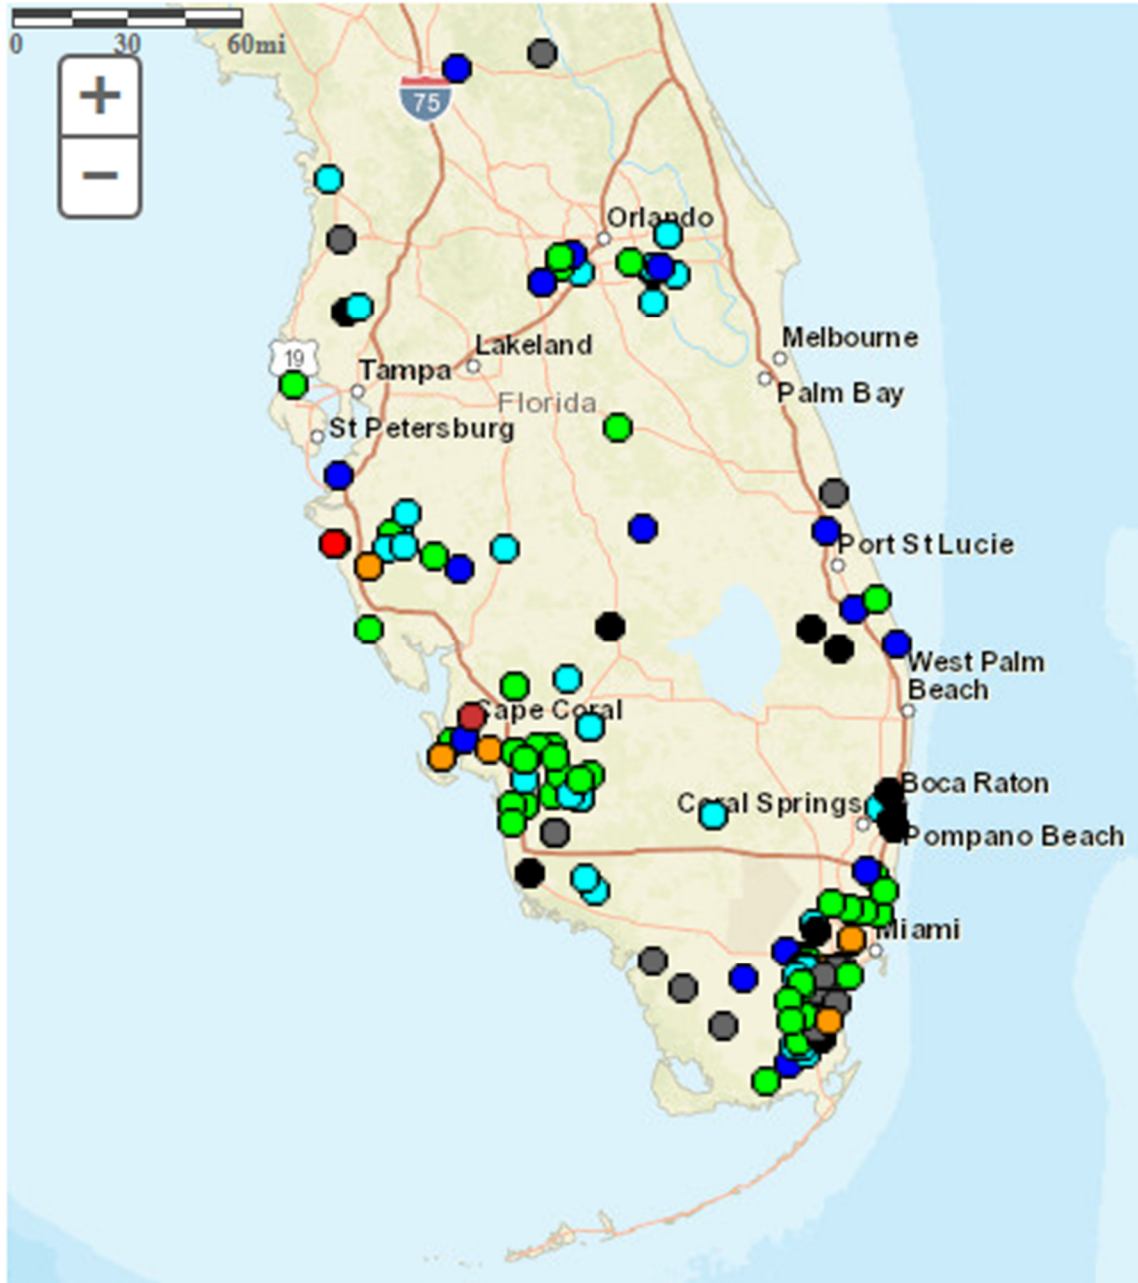 0 30 60mi
+
75
−
Orlando
19
Melbourne
Lakeland
Tampa
Palm Bay
Florida
St Petersburg
Port St Lucie
West Palm
Beach
Cape Coral
Boca Raton
Coral Springs
Pompano Beach
Miami